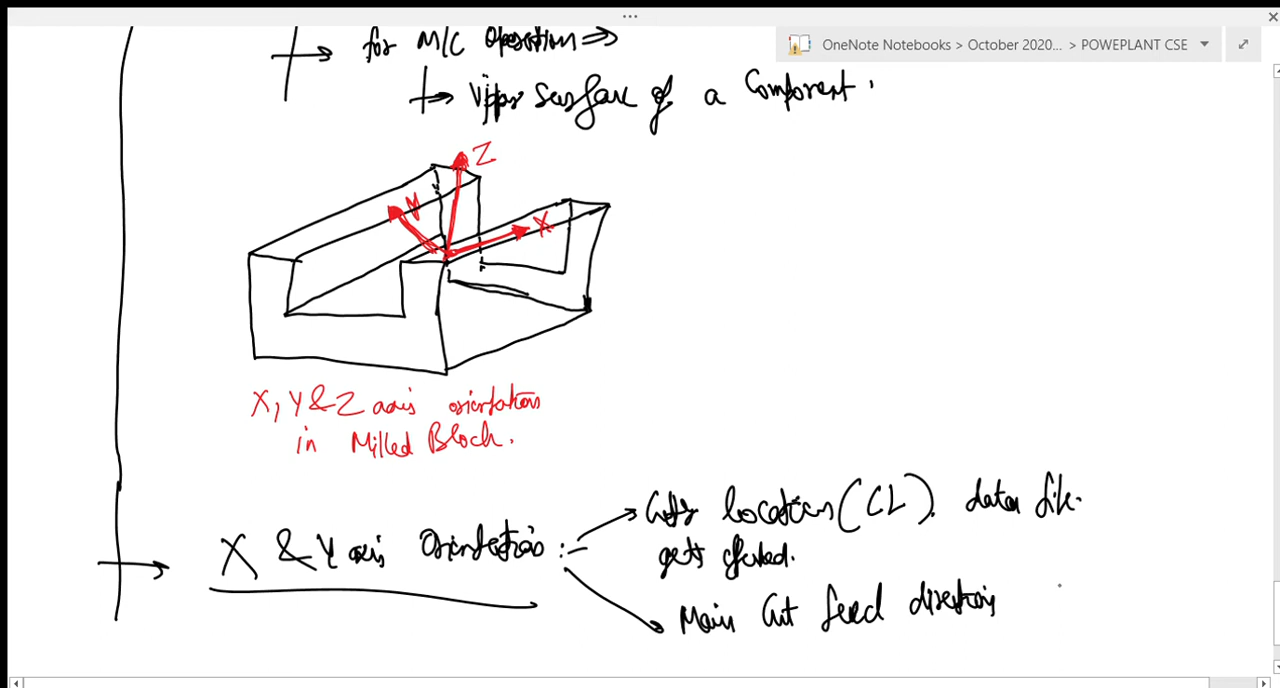 OneNote Notebooks > October 2020... > POWEPLANT CSE
for M/C operation ⇒
Upper Surface of a Component.
Z
Y
X
X, Y & Z axis orientation
in Milled Block.
X & Y axis Orientation :-
Cutter location (CL). data file
gets
Main Cut feed direction